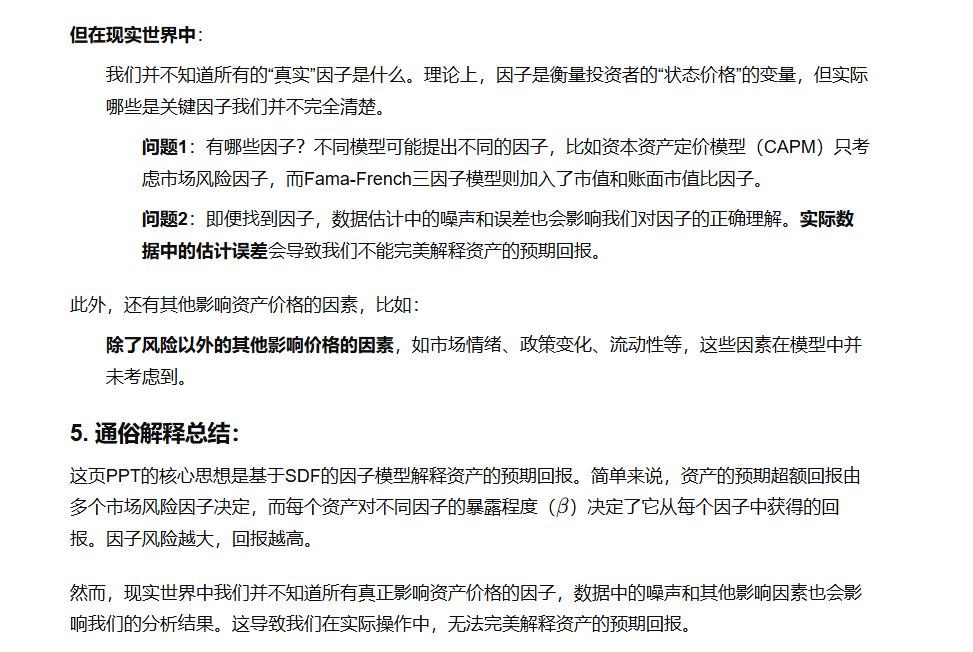 但在现实世界中：
我们并不知道所有的“真实”因子是什么。理论上，因子是衡量投资者的“状态价格”的变量，但实际
哪些是关键因子我们并不完全清楚。
问题1：有哪些因子？不同模型可能提出不同的因子，比如资本资产定价模型（CAPM）只考
虑市场风险因子，而Fama-French三因子模型则加入了市值和账面市值比因子。
问题2：即便找到因子，数据估计中的噪声和误差也会影响我们对因子的正确理解。实际数
据中的估计误差会导致我们不能完美解释资产的预期回报。
此外，还有其他影响资产价格的因素，比如：
除了风险以外的其他影响价格的因素，如市场情绪、政策变化、流动性等，这些因素在模型中并
未考虑到。
5. 通俗解释总结：
这页PPT的核心思想是基于SDF的因子模型解释资产的预期回报。简单来说，资产的预期超额回报由
多个市场风险因子决定，而每个资产对不同因子的暴露程度（β）决定了它从每个因子中获得的回
报。因子风险越大，回报越高。
然而，现实世界中我们并不知道所有真正影响资产价格的因子，数据中的噪声和其他影响因素也会影
响我们的分析结果。这导致我们在实际操作中，无法完美解释资产的预期回报。